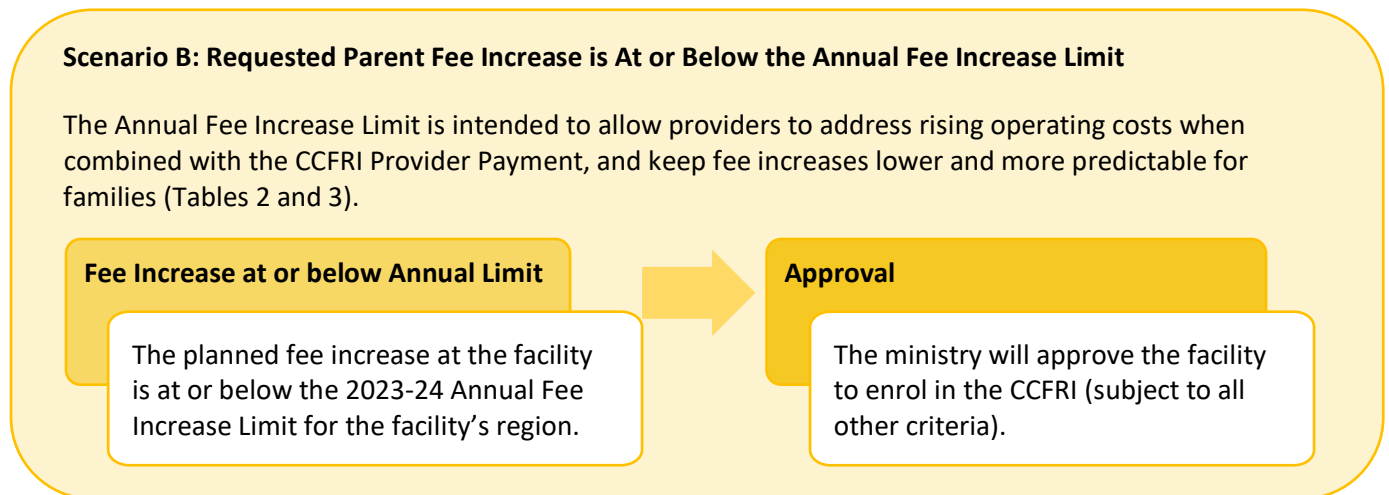 Scenario B: Requested Parent Fee Increase is At or Below the Annual Fee Increase Limit
The Annual Fee Increase Limit is intended to allow providers to address rising operating costs when
combined with the CCFRI Provider Payment, and keep fee increases lower and more predictable for
families (Tables 2 and 3).
Fee Increase at or below Annual Limit
The planned fee increase at the facility
is at or below the 2023-24 Annual Fee
Increase Limit for the facility's region.
Approval
The ministry will approve the facility
to enrol in the CCFRI (subject to all
other criteria).